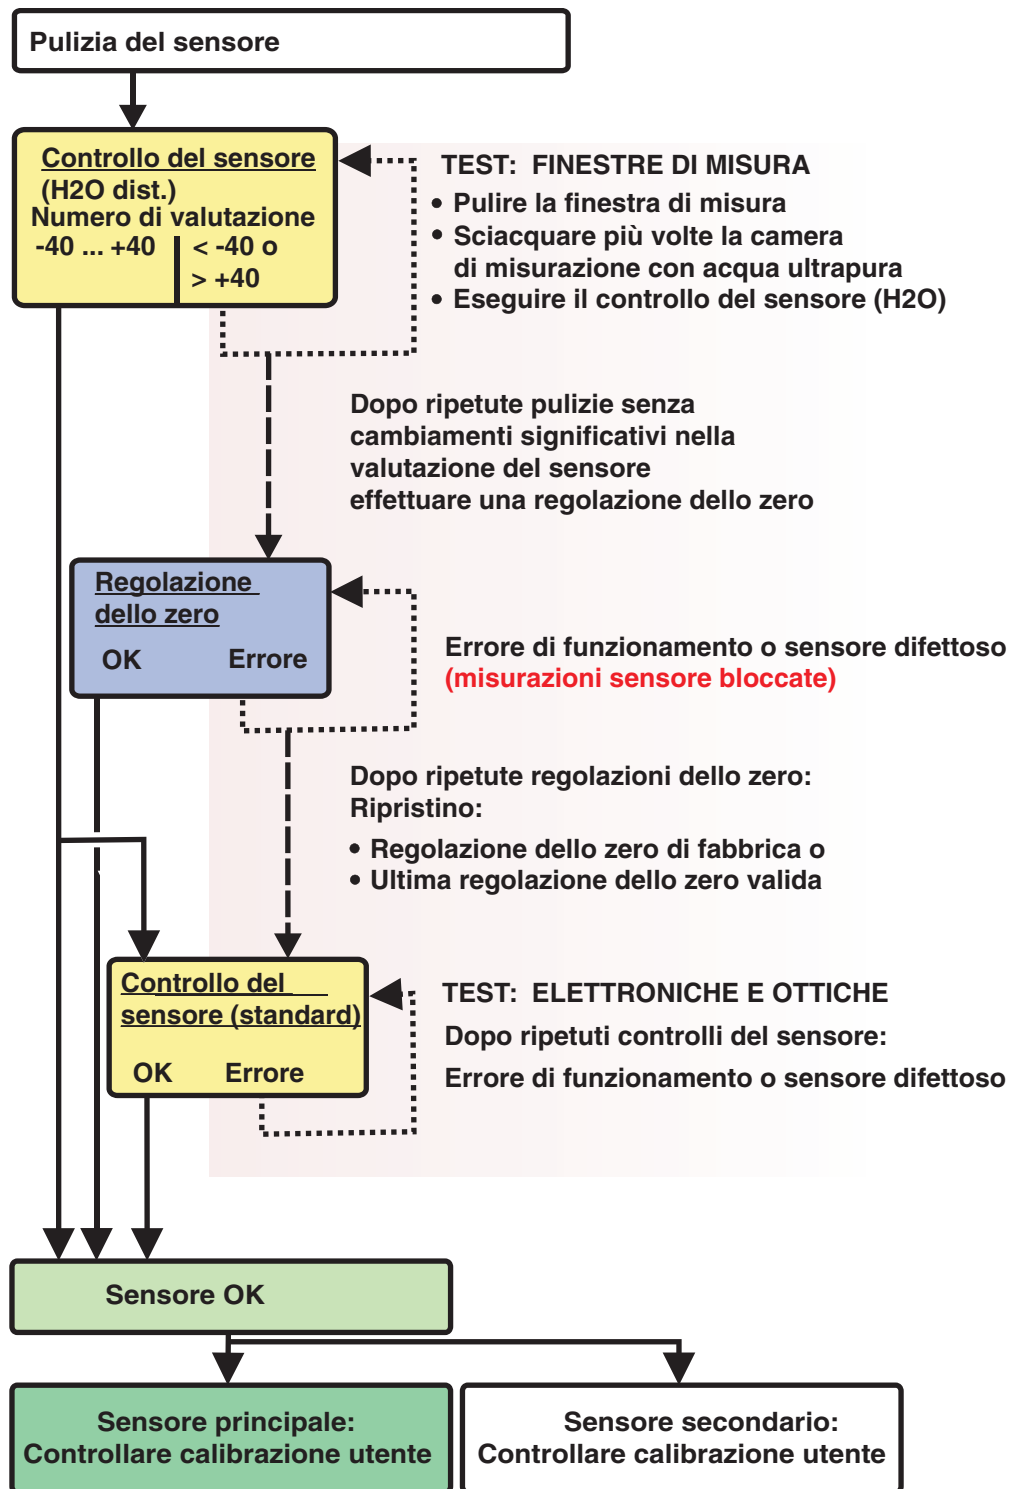 Pulizia del sensore
Controllo del sensore
(H2O dist.)
Numero di valutazione
-40 ... +40
< -40 o
> +40
TEST: FINESTRE DI MISURA
• Pulire la finestra di misura
• Sciacquare più volte la camera
di misurazione con acqua ultrapura
• Eseguire il controllo del sensore (H2O)
Dopo ripetute pulizie senza
cambiamenti significativi nella
valutazione del sensore
effettuare una regolazione dello zero
Regolazione
dello zero
OK Errore
Errore di funzionamento o sensore difettoso
(misurazioni sensore bloccate)
Dopo ripetute regolazioni dello zero:
Ripristino:
• Regolazione dello zero di fabbrica o
• Ultima regolazione dello zero valida
Controllo del
sensore (standard)
OK Errore
TEST: ELETTRONICHE E OTTICHE
Dopo ripetuti controlli del sensore:
Errore di funzionamento o sensore difettoso
Sensore OK
Sensore principale:
Controllare calibrazione utente
Sensore secondario:
Controllare calibrazione utente